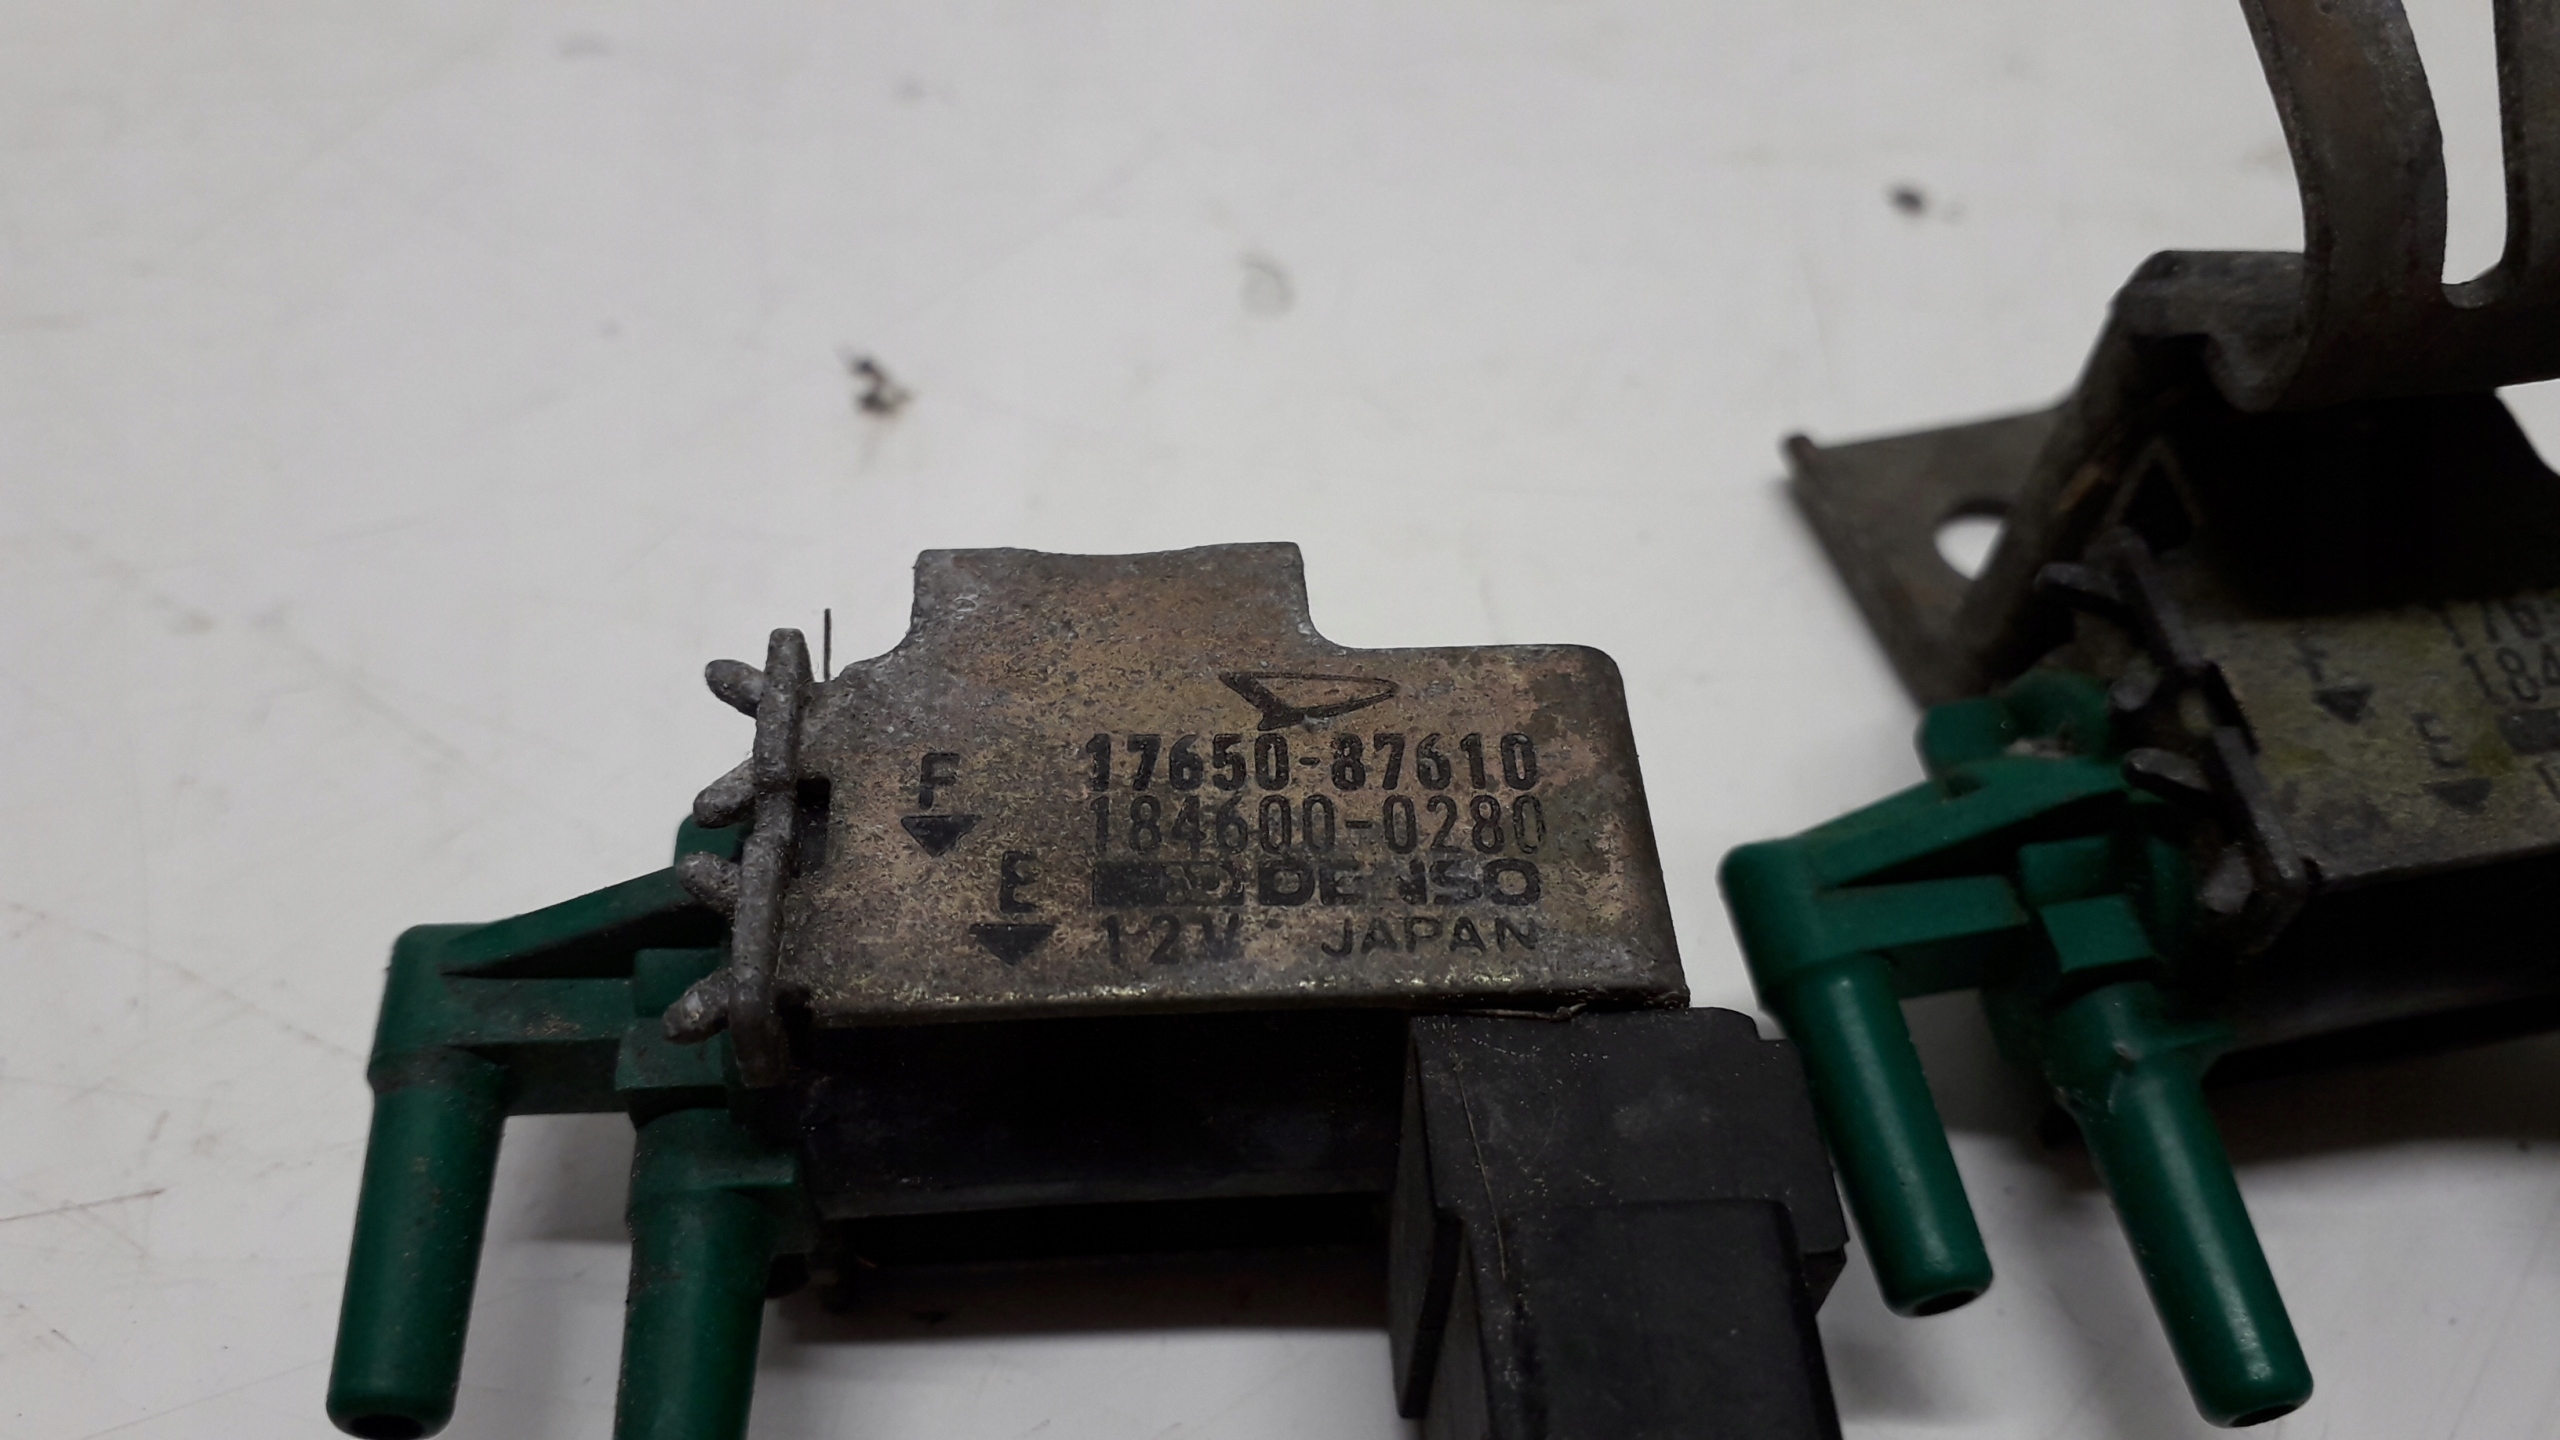 17650-87610
F
184600-0280
E
DENSO
12V JAPAN
F
E